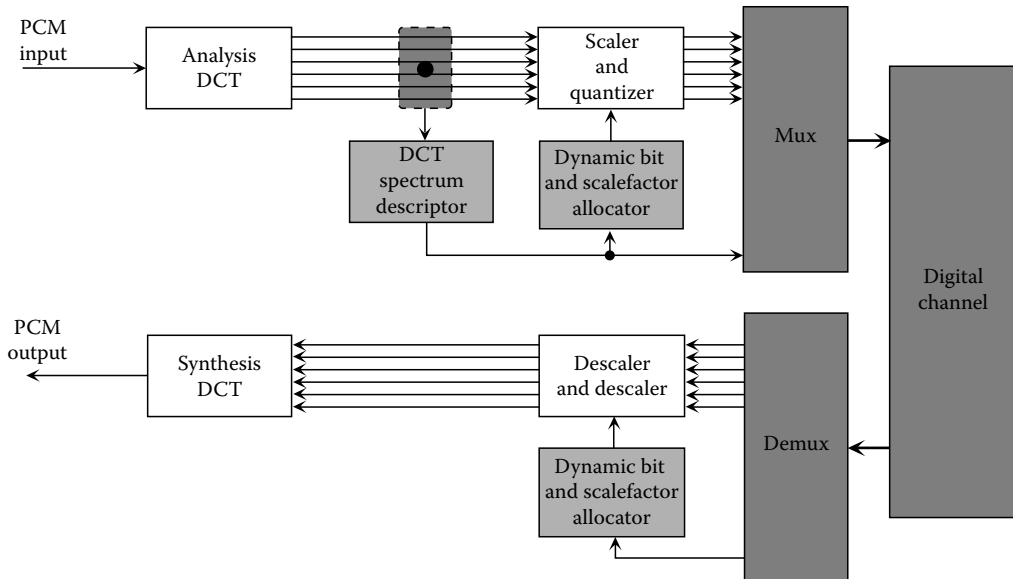 PCM
input
Analysis
DCT
Scaler
and
quantizer
Mux
DCT
spectrum
descriptor
Dynamic bit
and scalefactor
allocator
Digital
channel
PCM
output
Synthesis
DCT
Descaler
and descaler
Demux
Dynamic bit
and scalefactor
allocator